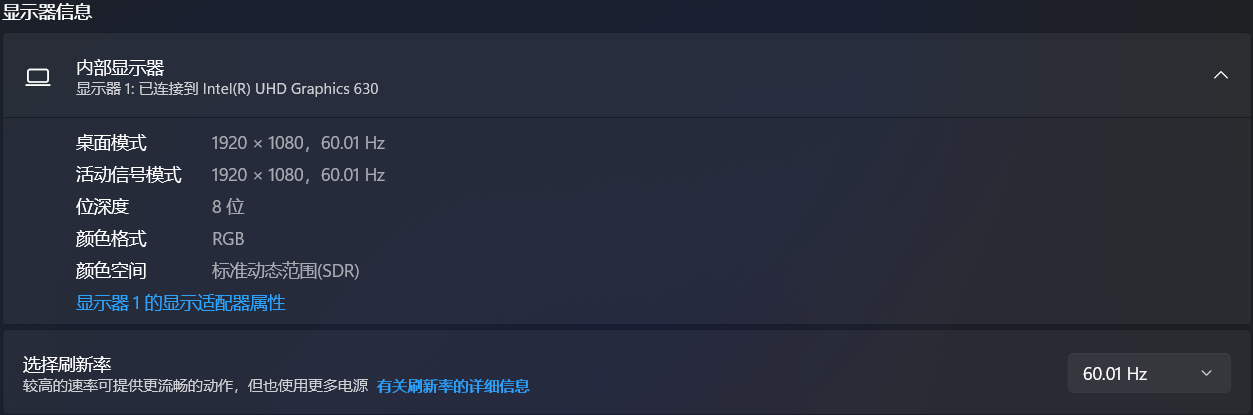 显示器信息
内部显示器
显示器 1: 已连接到 Intel(R) UHD Graphics 630
桌面模式 1920 × 1080，60.01 Hz
活动信号模式 1920 × 1080，60.01 Hz
位深度 8 位
颜色格式 RGB
颜色空间 标准动态范围(SDR)
显示器 1 的显示适配器属性
选择刷新率
较高的速率可提供更流畅的动作，但也使用更多电源 有关刷新率的详细信息
60.01 Hz